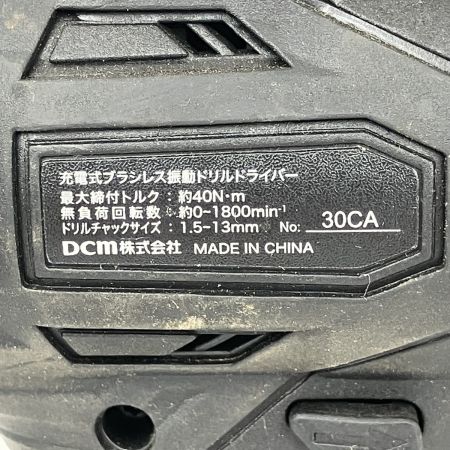 充電式ブラシレス振動ドリルドライバー
最大締付トルク：約40N･m
無負荷回転数：約0-1800min⁻¹
ドリルチャックサイズ：1.5-13mm No: 30CA
DCM株式会社 MADE IN CHINA